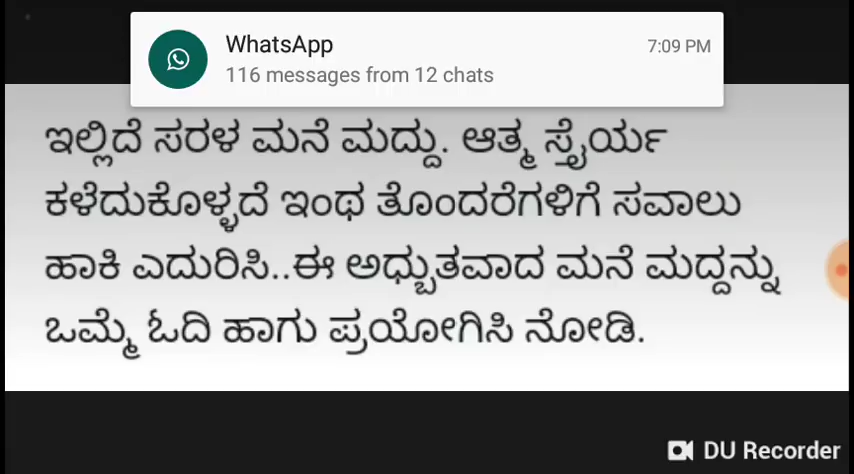 WhatsApp 7:09 PM
116 messages from 12 chats
ಇಲ್ಲಿದೆ ಸರಳ ಮನೆ ಮದ್ದು. ಆತ್ಮ ಸ್ತೈರ್ಯ
ಕಳೆದುಕೊಳ್ಳದೆ ಇಂಥ ತೊಂದರೆಗಳಿಗೆ ಸವಾಲು
ಹಾಕಿ ಎದುರಿಸಿ..ಈ ಅಧ್ಬುತವಾದ ಮನೆ ಮದ್ದನ್ನು
ಒಮ್ಮೆ ಓದಿ ಹಾಗು ಪ್ರಯೋಗಿಸಿ ನೋಡಿ.
DU Recorder